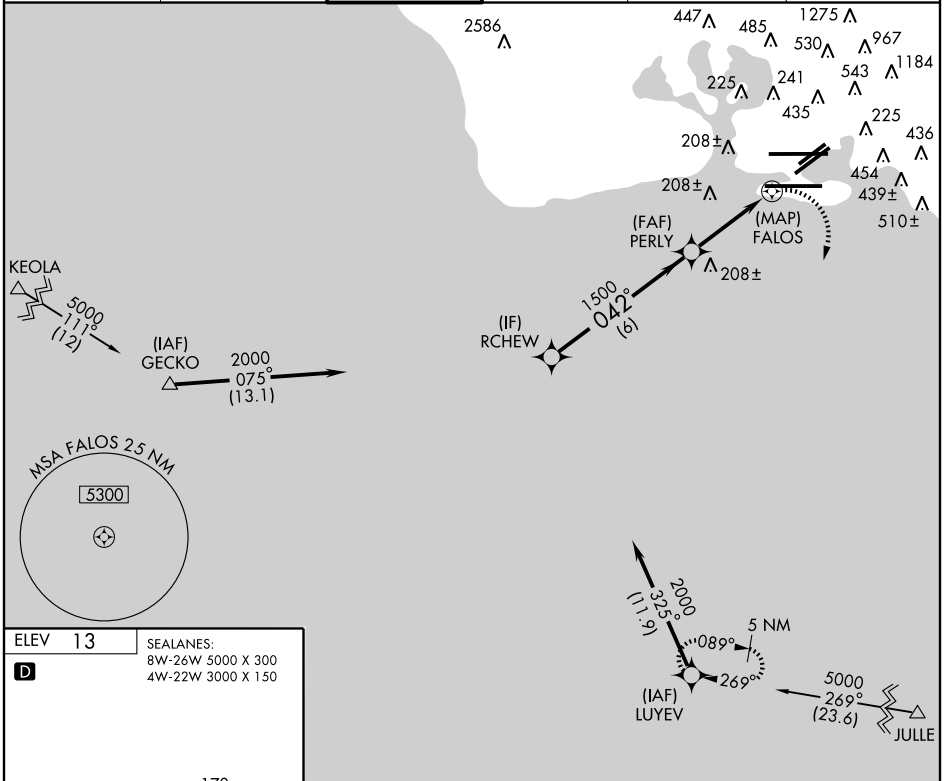 2586
447
485
1275
530
967
1184
225
241
435
543
225
436
208±
454
439±
208±
510±
(MAP)
FALOS
(FAF)
PERLY
208±
1500
042°
(6)
(IF)
RCHEW
KEOLA
5000
111°
(12)
(IAF)
GECKO
2000
075°
(13.1)
MSA FALOS 25 NM
5300
2000
325°
(11.9)
5 NM
089°
269°
(IAF)
LUYEV
5000
269°
(23.6)
JULLE
ELEV 13
D
SEALANES:
8W-26W 5000 X 300
4W-22W 3000 X 150